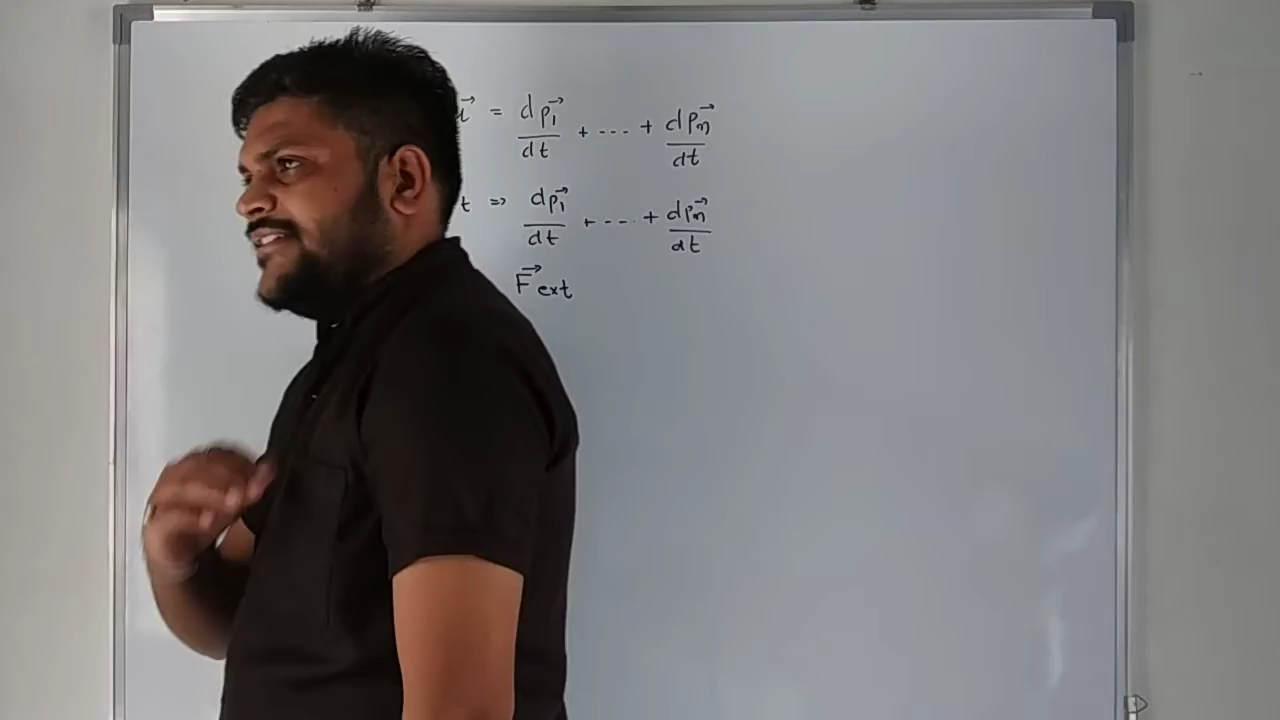 = dp₁⃗/dt + --- + dpₙ⃗/dt
t ⇒ dp₁⃗/dt + --- + dpₙ⃗/dt
F⃗ext